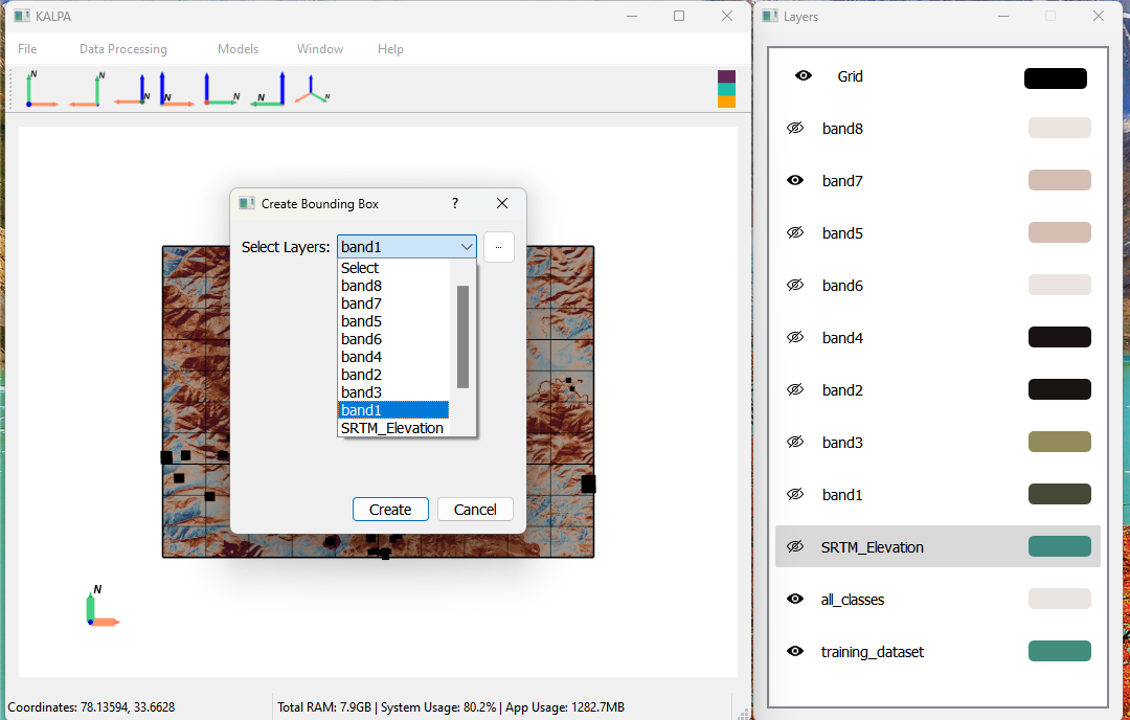 KALPA
File Data Processing Models Window Help
N N N N N N N
Create Bounding Box ?
Select Layers: band1 ...
Select
band8
band7
band5
band6
band4
band2
band3
band1
SRTM_Elevation
Create Cancel
N
Coordinates: 78.13594, 33.6628 Total RAM: 7.9GB | System Usage: 80.2% | App Usage: 1282.7MB
Layers
Grid
band8
band7
band5
band6
band4
band2
band3
band1
SRTM_Elevation
all_classes
training_dataset